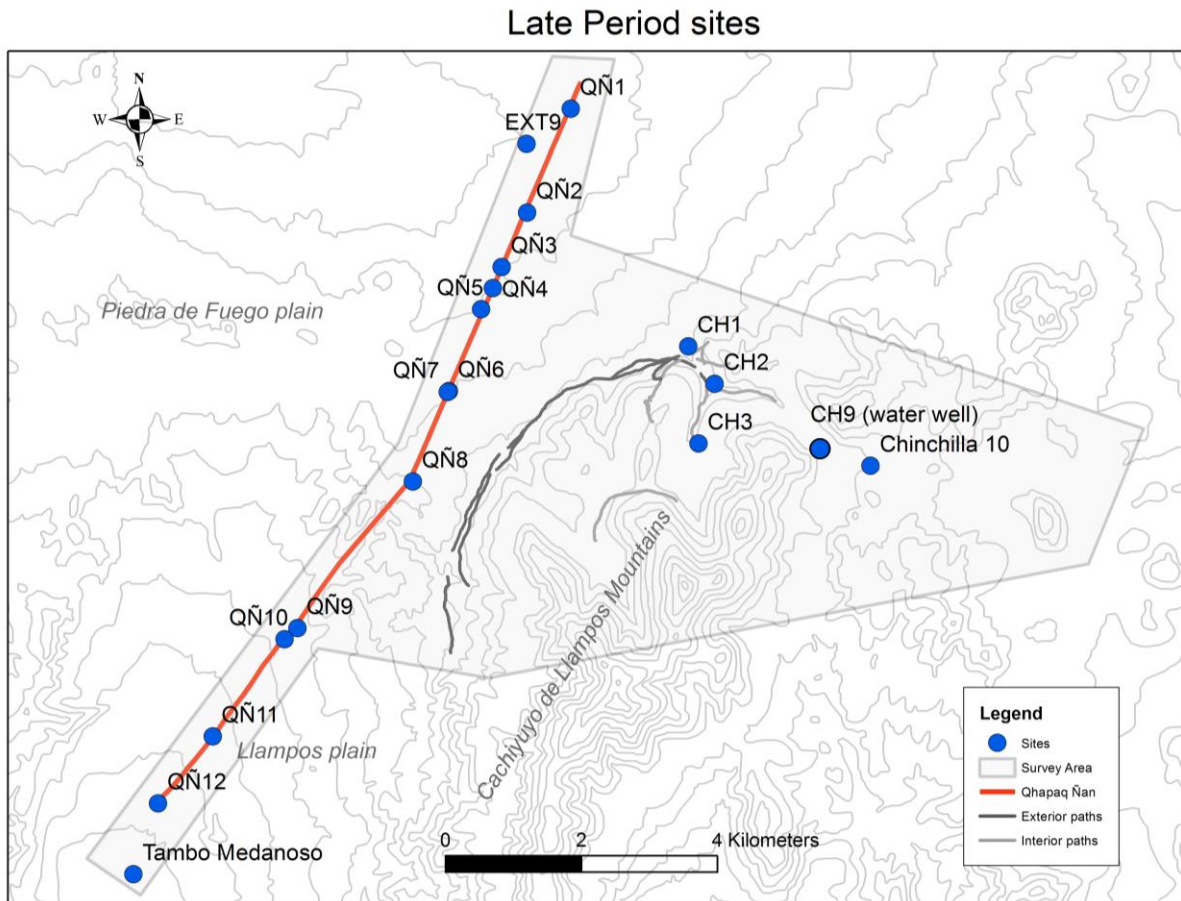 Late Period sites
N
W E
S
QÑ1
EXT9
QÑ2
QÑ3
QÑ5 QÑ4
Piedra de Fuego plain
CH1
QÑ7 QÑ6
CH2
CH9 (water well)
CH3
Chinchilla 10
QÑ8
Cachiyuyo de Llampos Mountains
QÑ10 QÑ9
QÑ11
Llampos plain
QÑ12
Tambo Medanoso
0 2 4 Kilometers
Legend
Sites
Survey Area
Qhapaq Ñan
Exterior paths
Interior paths